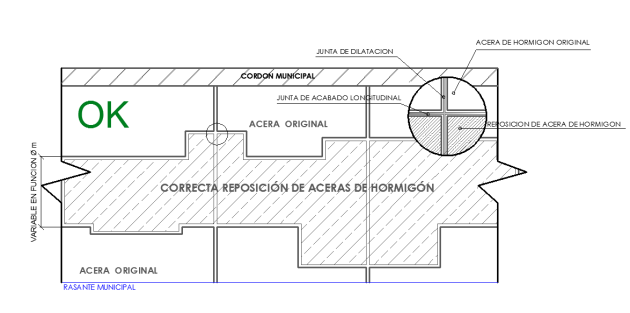 ACERA DE HORMIGON ORIGINAL
JUNTA DE DILATACION
CORDON MUNICIPAL
JUNTA DE ACABADO LONGITUDINAL
OK
ACERA ORIGINAL
REPOSICION DE ACERA DE HORMIGON
VARIABLE EN FUNCION Ø m
CORRECTA REPOSICIÓN DE ACERAS DE HORMIGÓN
ACERA ORIGINAL
RASANTE MUNICIPAL